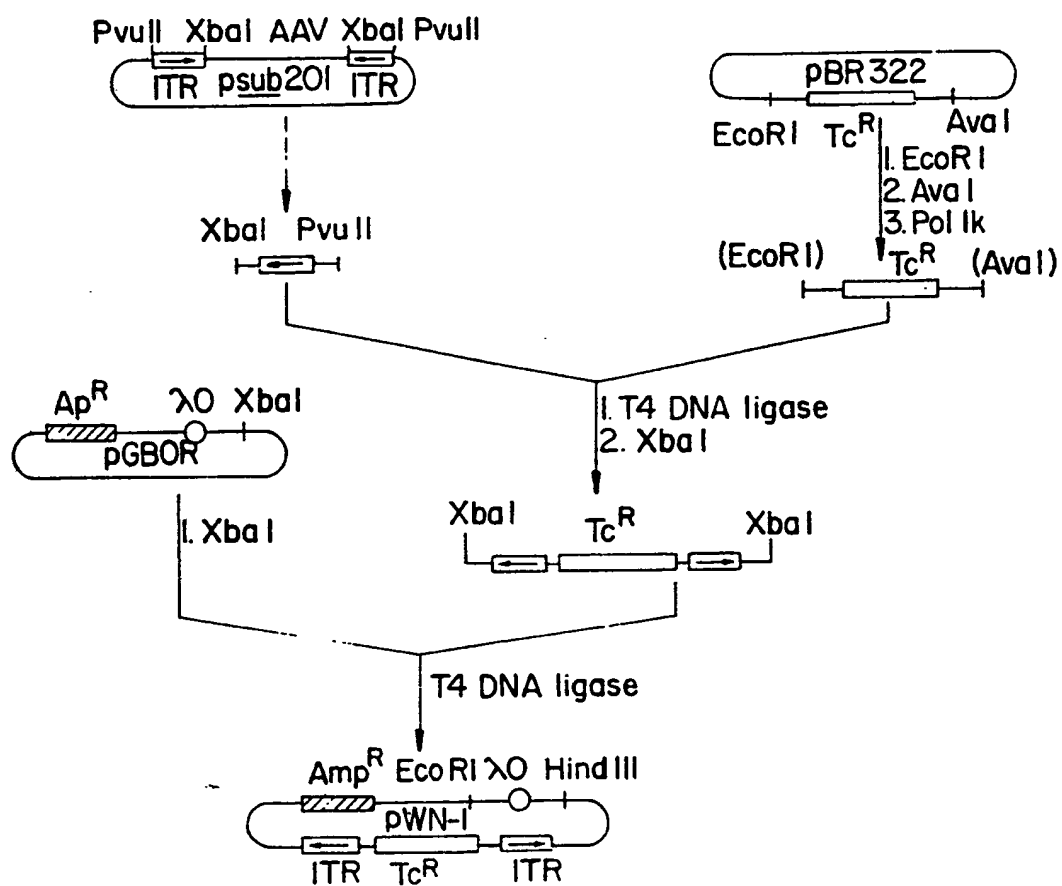 PvuII XbaI AAV XbaI PvuII
ITR psub201 ITR
pBR322
EcoRI TcR AvaI
1. EcoRI
2. AvaI
3. Pol Ik
XbaI PvuII
(EcoRI) TcR (AvaI)
ApR λO XbaI
pGBOR
1. T4 DNA ligase
2. XbaI
1. XbaI
XbaI TcR XbaI
T4 DNA ligase
AmpR EcoRI λO HindIII
pWN-1
ITR TcR ITR